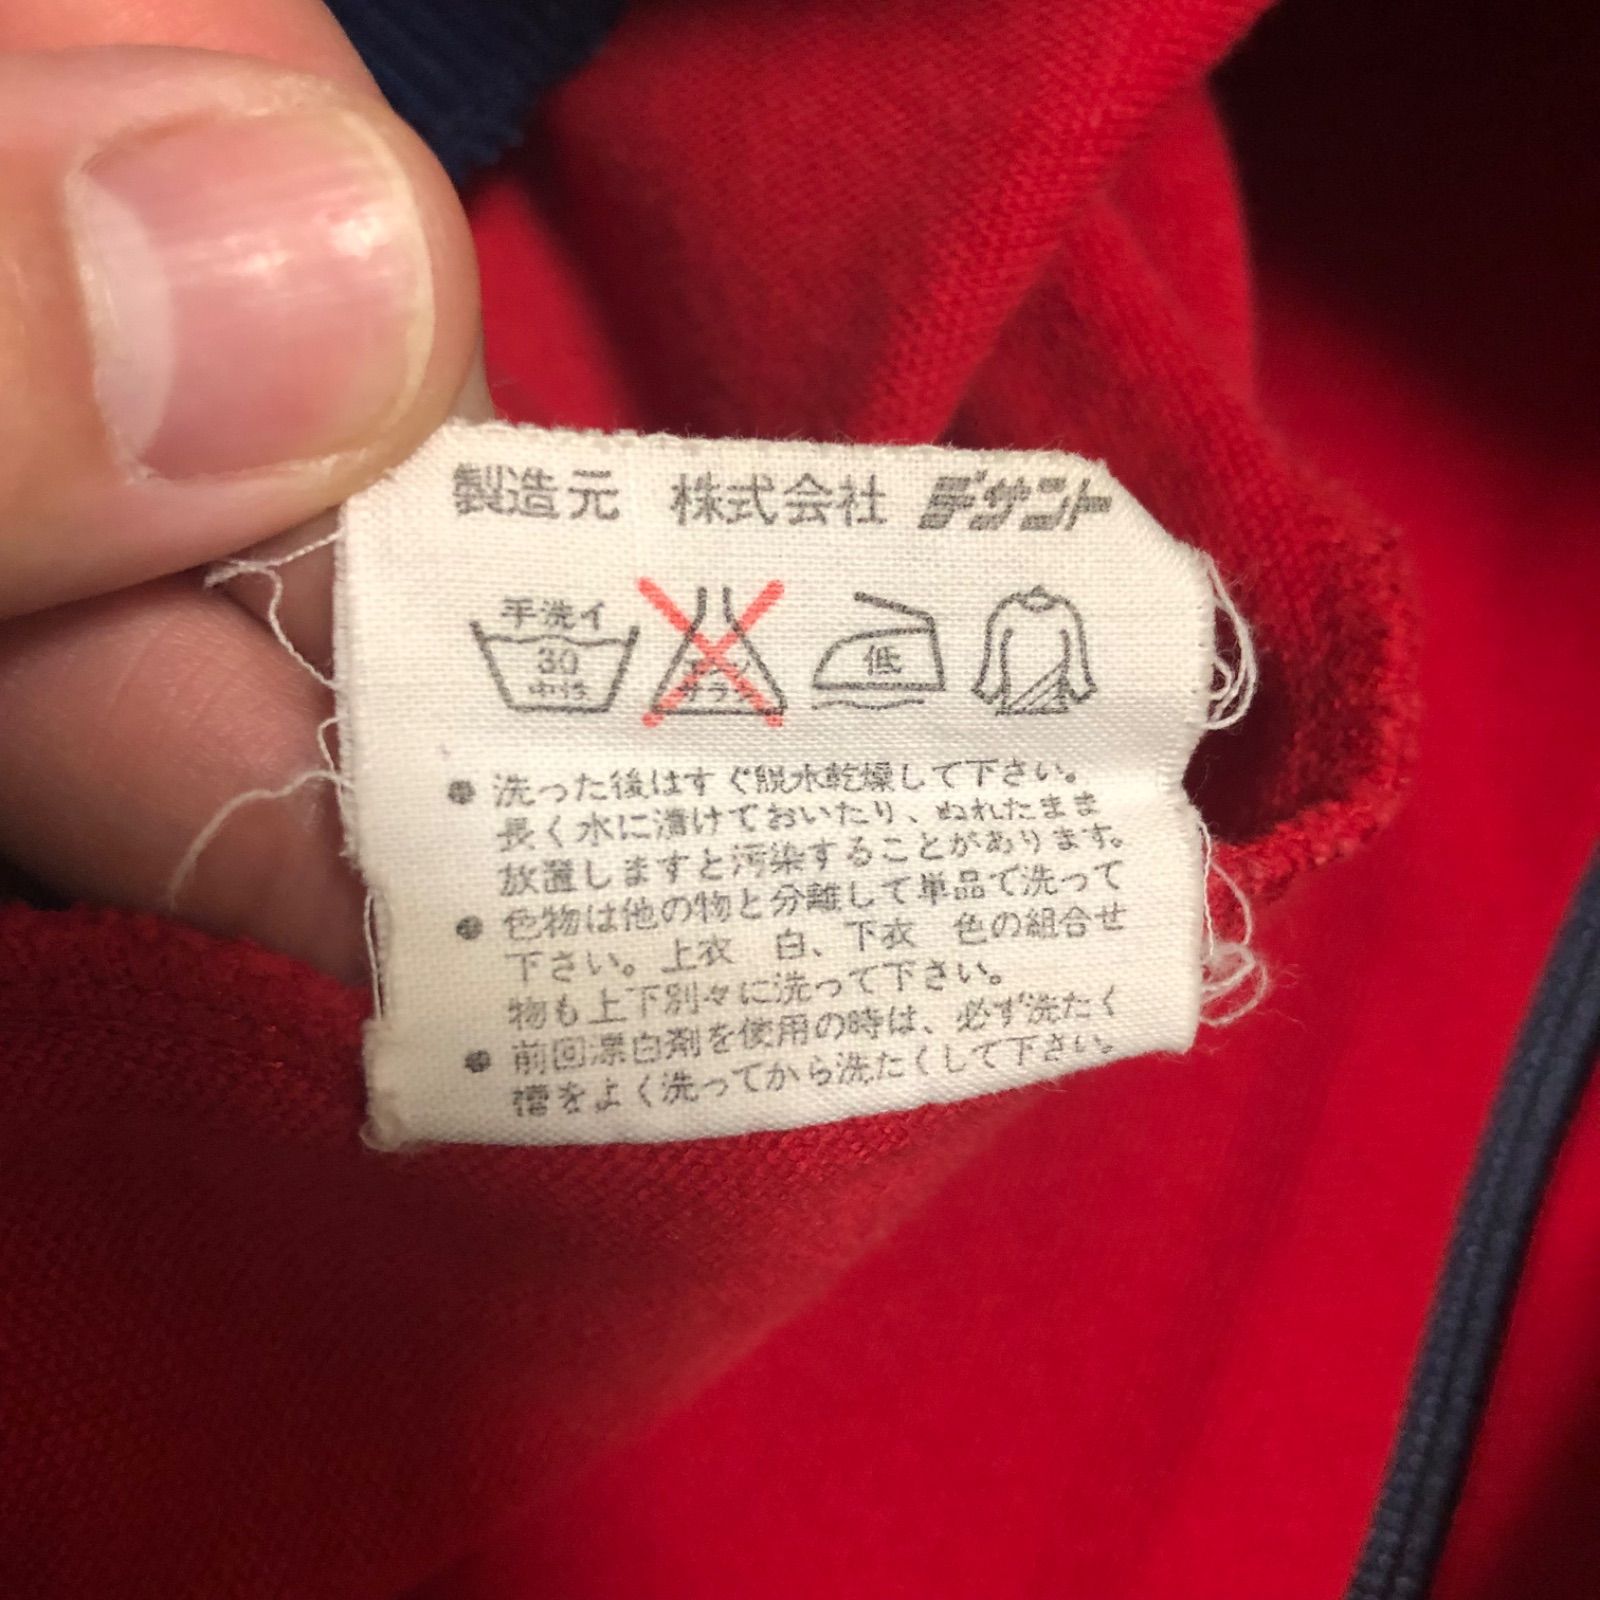 製造元 株式会社 デサント
手洗イ
30
中性
エンソ
サラシ
低
● 洗った後はすぐ脱水乾燥して下さい。
長く水に漬けておいたり、ぬれたまま
放置しますと汚染することがあります。
● 色物は他の物と分離して単品で洗って
下さい。上衣 白、下衣 色の組合せ
物も上下別々に洗って下さい。
● 前回漂白剤を使用の時は、必ず洗たく
槽をよく洗ってから洗たくして下さい。